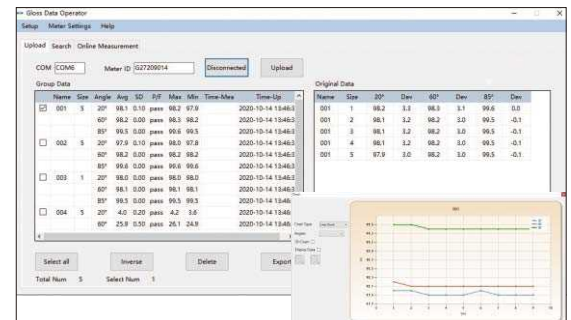 Gloss Data Operator
Setup Meter Settings Help
Upload Search Online Measurement
COM COM6 Meter ID G27209014 Disconnected Upload
Group Data
Name Size Angle Avg SD P/F Max Min Time-Mea Time-Up
001 5 20° 98.1 0.10 pass 98.2 97.9 2020-10-14 13:46:3
60° 98.2 0.00 pass 98.3 98.2 2020-10-14 13:46:3
85° 99.5 0.00 pass 99.6 99.5 2020-10-14 13:46:3
002 5 20° 97.9 0.10 pass 98.0 97.8 2020-10-14 13:46:3
60° 98.2 0.00 pass 98.2 98.2 2020-10-14 13:46:3
85° 99.6 0.00 pass 99.6 99.6 2020-10-14 13:46:3
003 1 20° 98.0 0.00 pass 98.0 98.0 2020-10-14 13:46:3
60° 98.1 0.00 pass 98.1 98.1 2020-10-14 13:46:3
85° 99.5 0.00 pass 99.5 99.5 2020-10-14 13:46:
004 5 20° 4.0 0.20 pass 4.2 3.6 2020-10-14 13:46:
60° 25.9 0.50 pass 26.1 24.9 2020-10-14 13:46:
Select all Inverse Delete Export
Total Num 5 Select Num 1
Original Data
Name Size 20° Dev 60° Dev 85° Dev
001 1 98.2 3.3 98.3 3.1 99.6 0.0
001 2 98.1 3.2 98.2 3.0 99.5 -0.1
001 3 98.1 3.2 98.2 3.0 99.5 -0.1
001 4 98.1 3.2 98.2 3.0 99.5 -0.1
001 5 97.9 3.0 98.2 3.0 99.5 -0.1
Chart Type
Angles